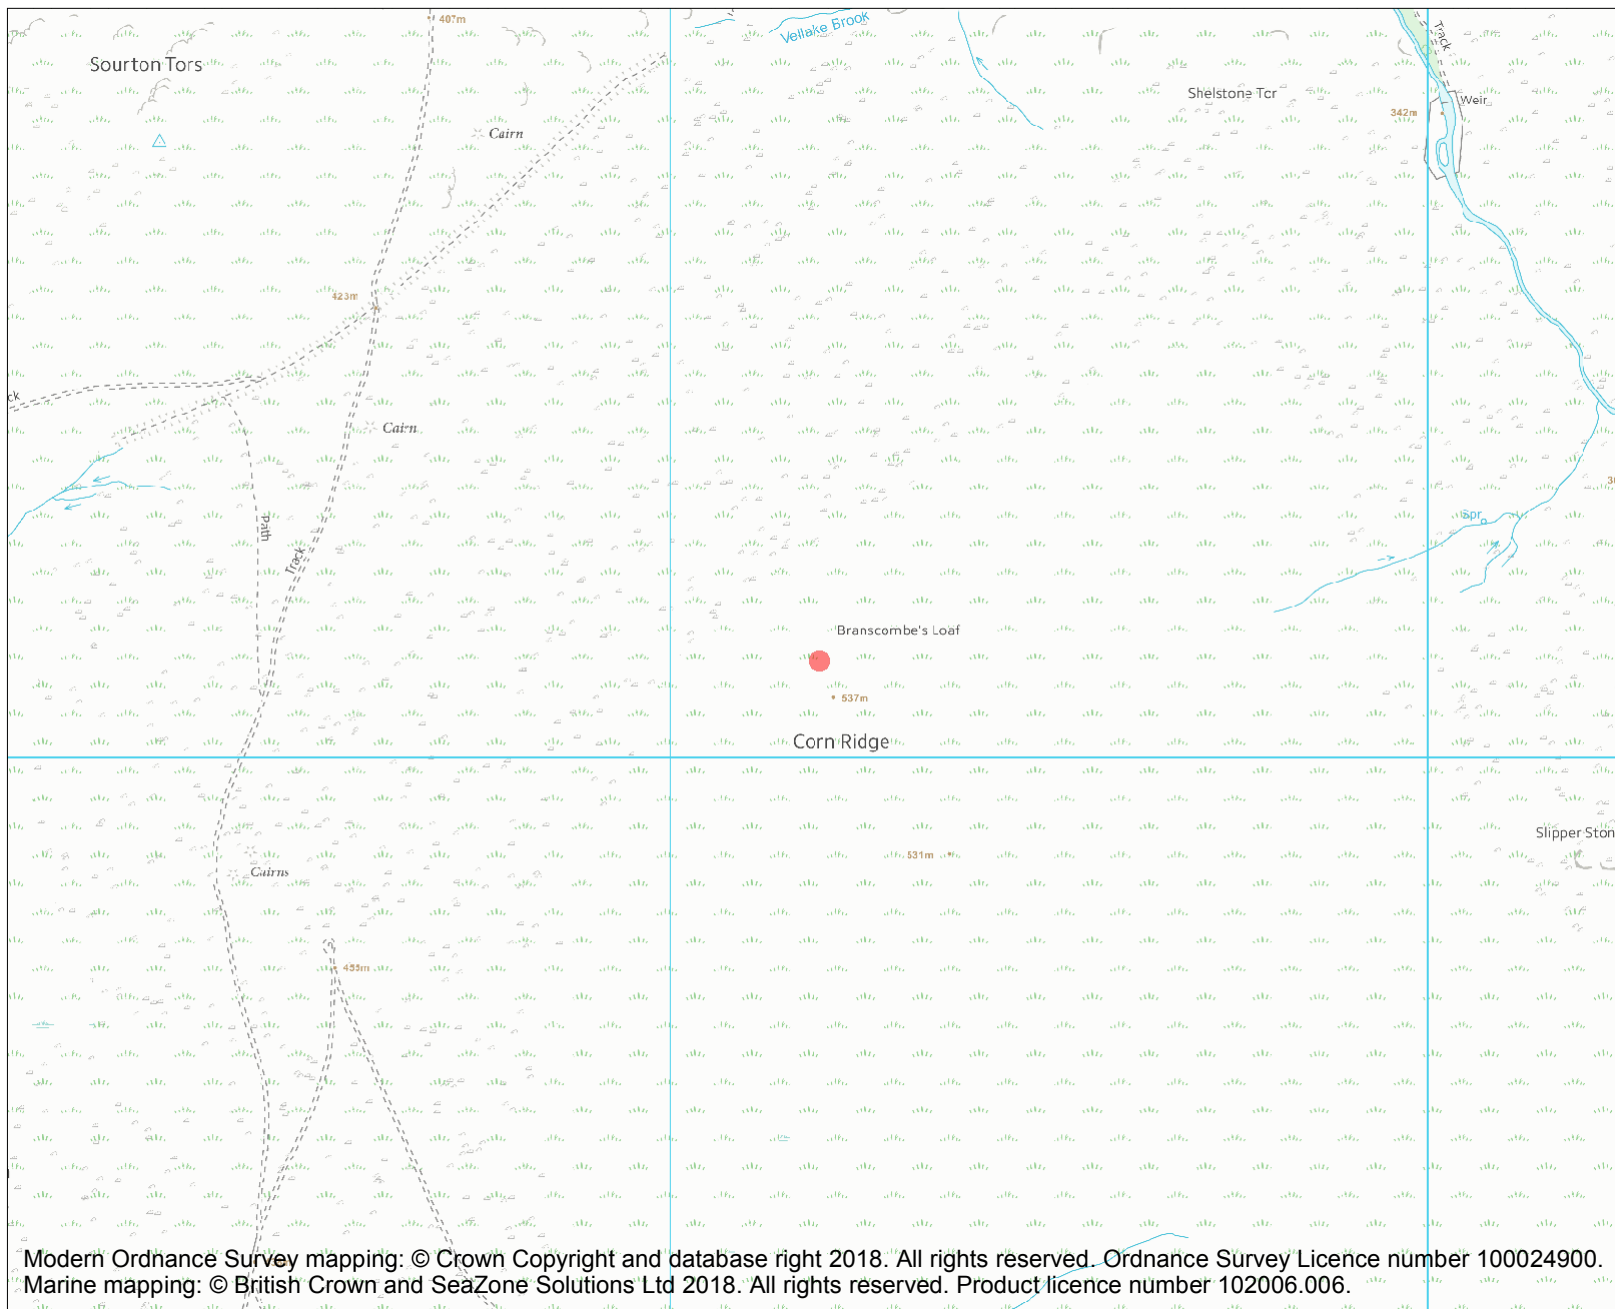 407m
Vellake Brook
Track
Sourton Tors
Shelstone Tor
Weir
342m
Cairn
423m
ck
Cairn
Path
Track
Spr
Branscombe's Loaf
537m
Corn Ridge
531m
Slipper Ston
Cairns
455m
Modern Ordnance Survey mapping: © Crown Copyright and database right 2018. All rights reserved. Ordnance Survey Licence number 100024900.
Marine mapping: © British Crown and SeaZone Solutions Ltd 2018. All rights reserved. Product licence number 102006.006.